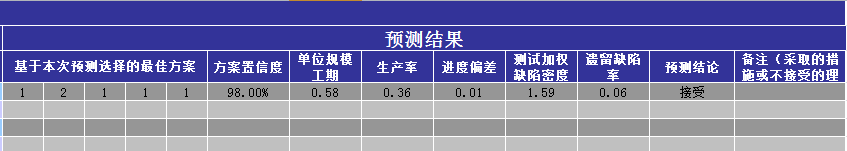 预测结果
基于本次预测选择的最佳方案 方案置信度 单位规模工期 生产率 进度偏差 测试加权缺陷密度 遗留缺陷率 预测结论 备注（采取的措施或不接受的理
1 2 1 1 1 98.00% 0.58 0.36 0.01 1.59 0.06 接受